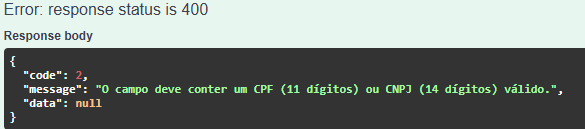 Error: response status is 400
Response body
{
  "code": 2,
  "message": "O campo deve conter um CPF (11 dígitos) ou CNPJ (14 dígitos) válido.",
  "data": null
}